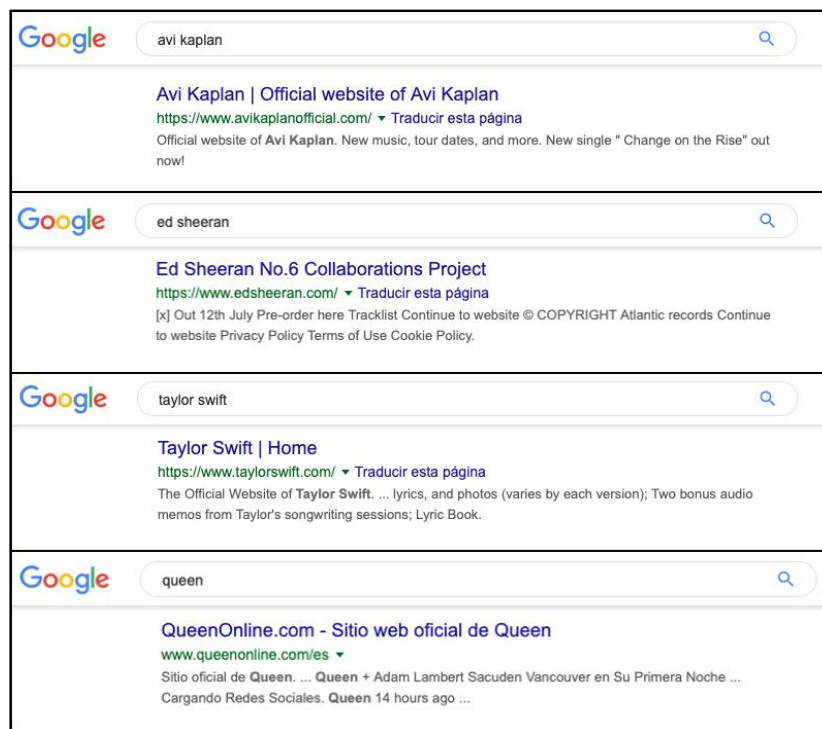 Google avi kaplan
Avi Kaplan | Official website of Avi Kaplan
https://www.avikaplanofficial.com/ Traducir esta página
Official website of Avi Kaplan. New music, tour dates, and more. New single " Change on the Rise" out
now!
Google ed sheeran
Ed Sheeran No.6 Collaborations Project
https://www.edsheeran.com/ Traducir esta página
[x] Out 12th July Pre-order here Tracklist Continue to website © COPYRIGHT Atlantic records Continue
to website Privacy Policy Terms of Use Cookie Policy.
Google taylor swift
Taylor Swift | Home
https://www.taylorswift.com/ Traducir esta página
The Official Website of Taylor Swift. ... lyrics, and photos (varies by each version); Two bonus audio
memos from Taylor's songwriting sessions; Lyric Book.
Google queen
QueenOnline.com - Sitio web oficial de Queen
www.queenonline.com/es
Sitio oficial de Queen. ... Queen + Adam Lambert Sacuden Vancouver en Su Primera Noche ...
Cargando Redes Sociales. Queen 14 hours ago ...